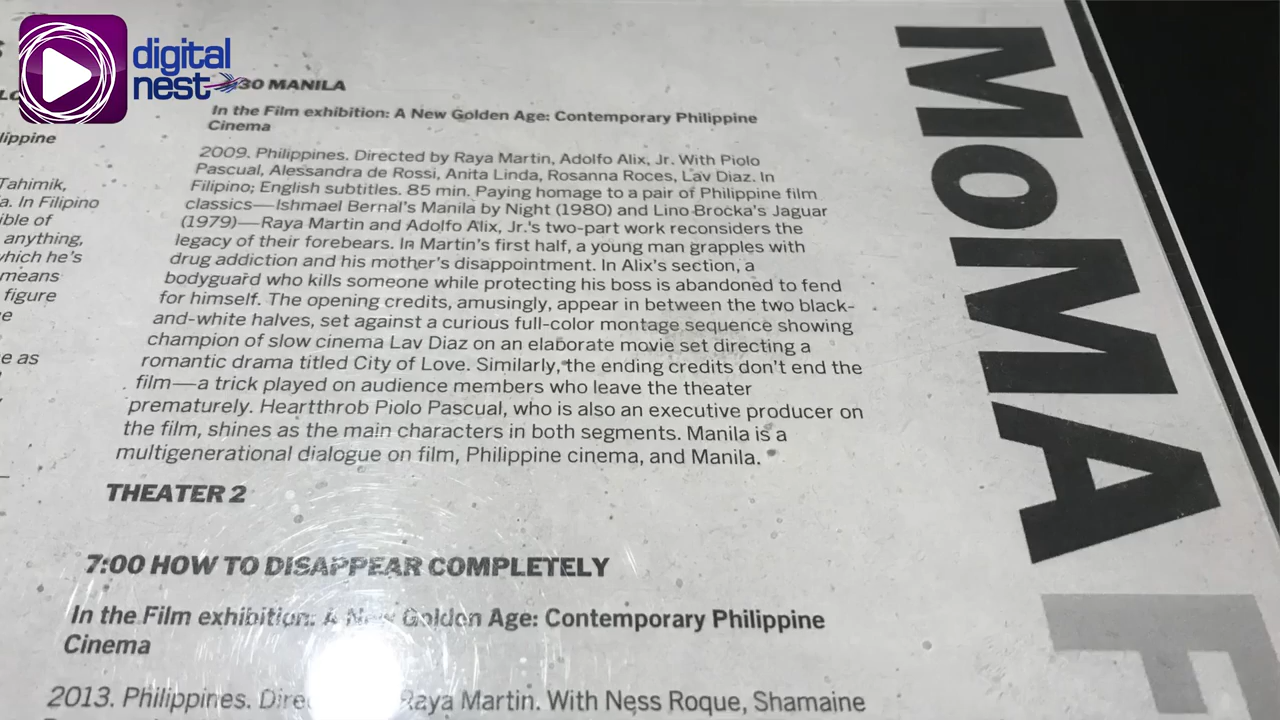 digital
nest
30 MANILA
In the Film exhibition: A New Golden Age: Contemporary Philippine
Cinema
2009. Philippines. Directed by Raya Martin, Adolfo Alix, Jr. With Piolo
Pascual, Alessandra de Rossi, Anita Linda, Rosanna Roces, Lav Diaz. In
Filipino; English subtitles. 85 min. Paying homage to a pair of Philippine film
classics—Ishmael Bernal's Manila by Night (1980) and Lino Brocka's Jaguar
(1979)—Raya Martin and Adolfo Alix, Jr.'s two-part work reconsiders the
legacy of their forebears. In Martin's first half, a young man grapples with
drug addiction and his mother's disappointment. In Alix's section, a
bodyguard who kills someone while protecting his boss is abandoned to fend
for himself. The opening credits, amusingly, appear in between the two black-
and-white halves, set against a curious full-color montage sequence showing
champion of slow cinema Lav Diaz on an elaborate movie set directing a
romantic drama titled City of Love. Similarly, the ending credits don't end the
film—a trick played on audience members who leave the theater
prematurely. Heartthrob Piolo Pascual, who is also an executive producer on
the film, shines as the main characters in both segments. Manila is a
multigenerational dialogue on film, Philippine cinema, and Manila.
THEATER 2
7:00 HOW TO DISAPPEAR COMPLETELY
In the Film exhibition: A New Golden Age: Contemporary Philippine
Cinema
2013. Philippines. Raya Martin. With Ness Roque, Shamaine
lippine
Tahimik,
a. In Filipino
ible of
anything,
which he's
means
figure
e as
MOMA F